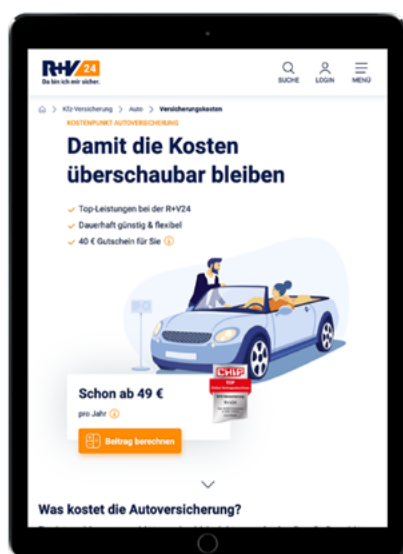 R+V 24
Du bin ich mir sicher.
SUCHE
LOGIN
MENÜ
Kfz-Versicherung > Auto > Versicherungskosten
KOSTENPUNKT AUTOVERSICHERUNG
Damit die Kosten
überschaubar bleiben
Top-Leistungen bei der R+V24
Dauerhaft günstig & flexibel
40 € Gutschein für Sie
CHIP
TOP
Schon ab 49 €
pro Jahr
Beitrag berechnen
Was kostet die Autoversicherung?